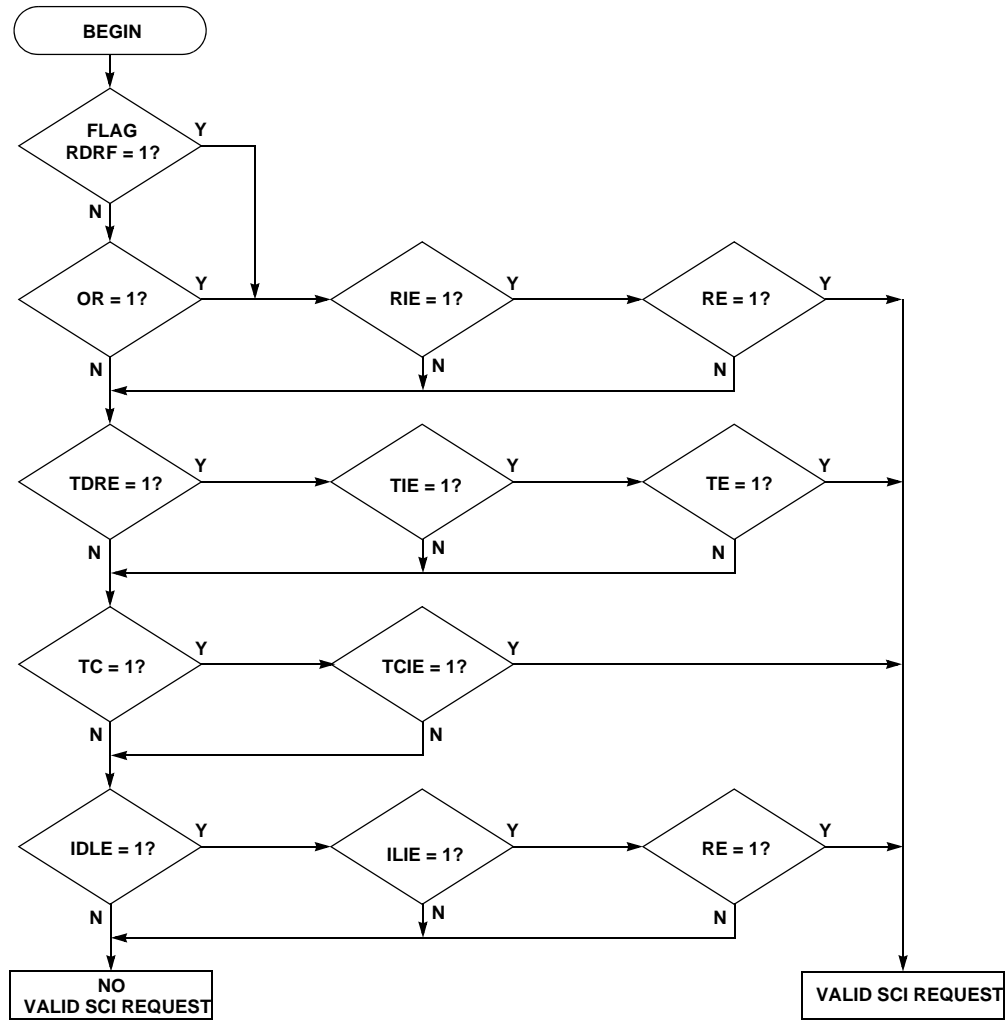 BEGIN
FLAG
RDRF = 1?
Y
N
OR = 1?
Y
RIE = 1?
Y
RE = 1?
Y
N
N
N
TDRE = 1?
Y
TIE = 1?
Y
TE = 1?
Y
N
N
N
TC = 1?
Y
TCIE = 1?
Y
N
N
IDLE = 1?
Y
ILIE = 1?
Y
RE = 1?
Y
N
N
N
NO
VALID SCI REQUEST
VALID SCI REQUEST